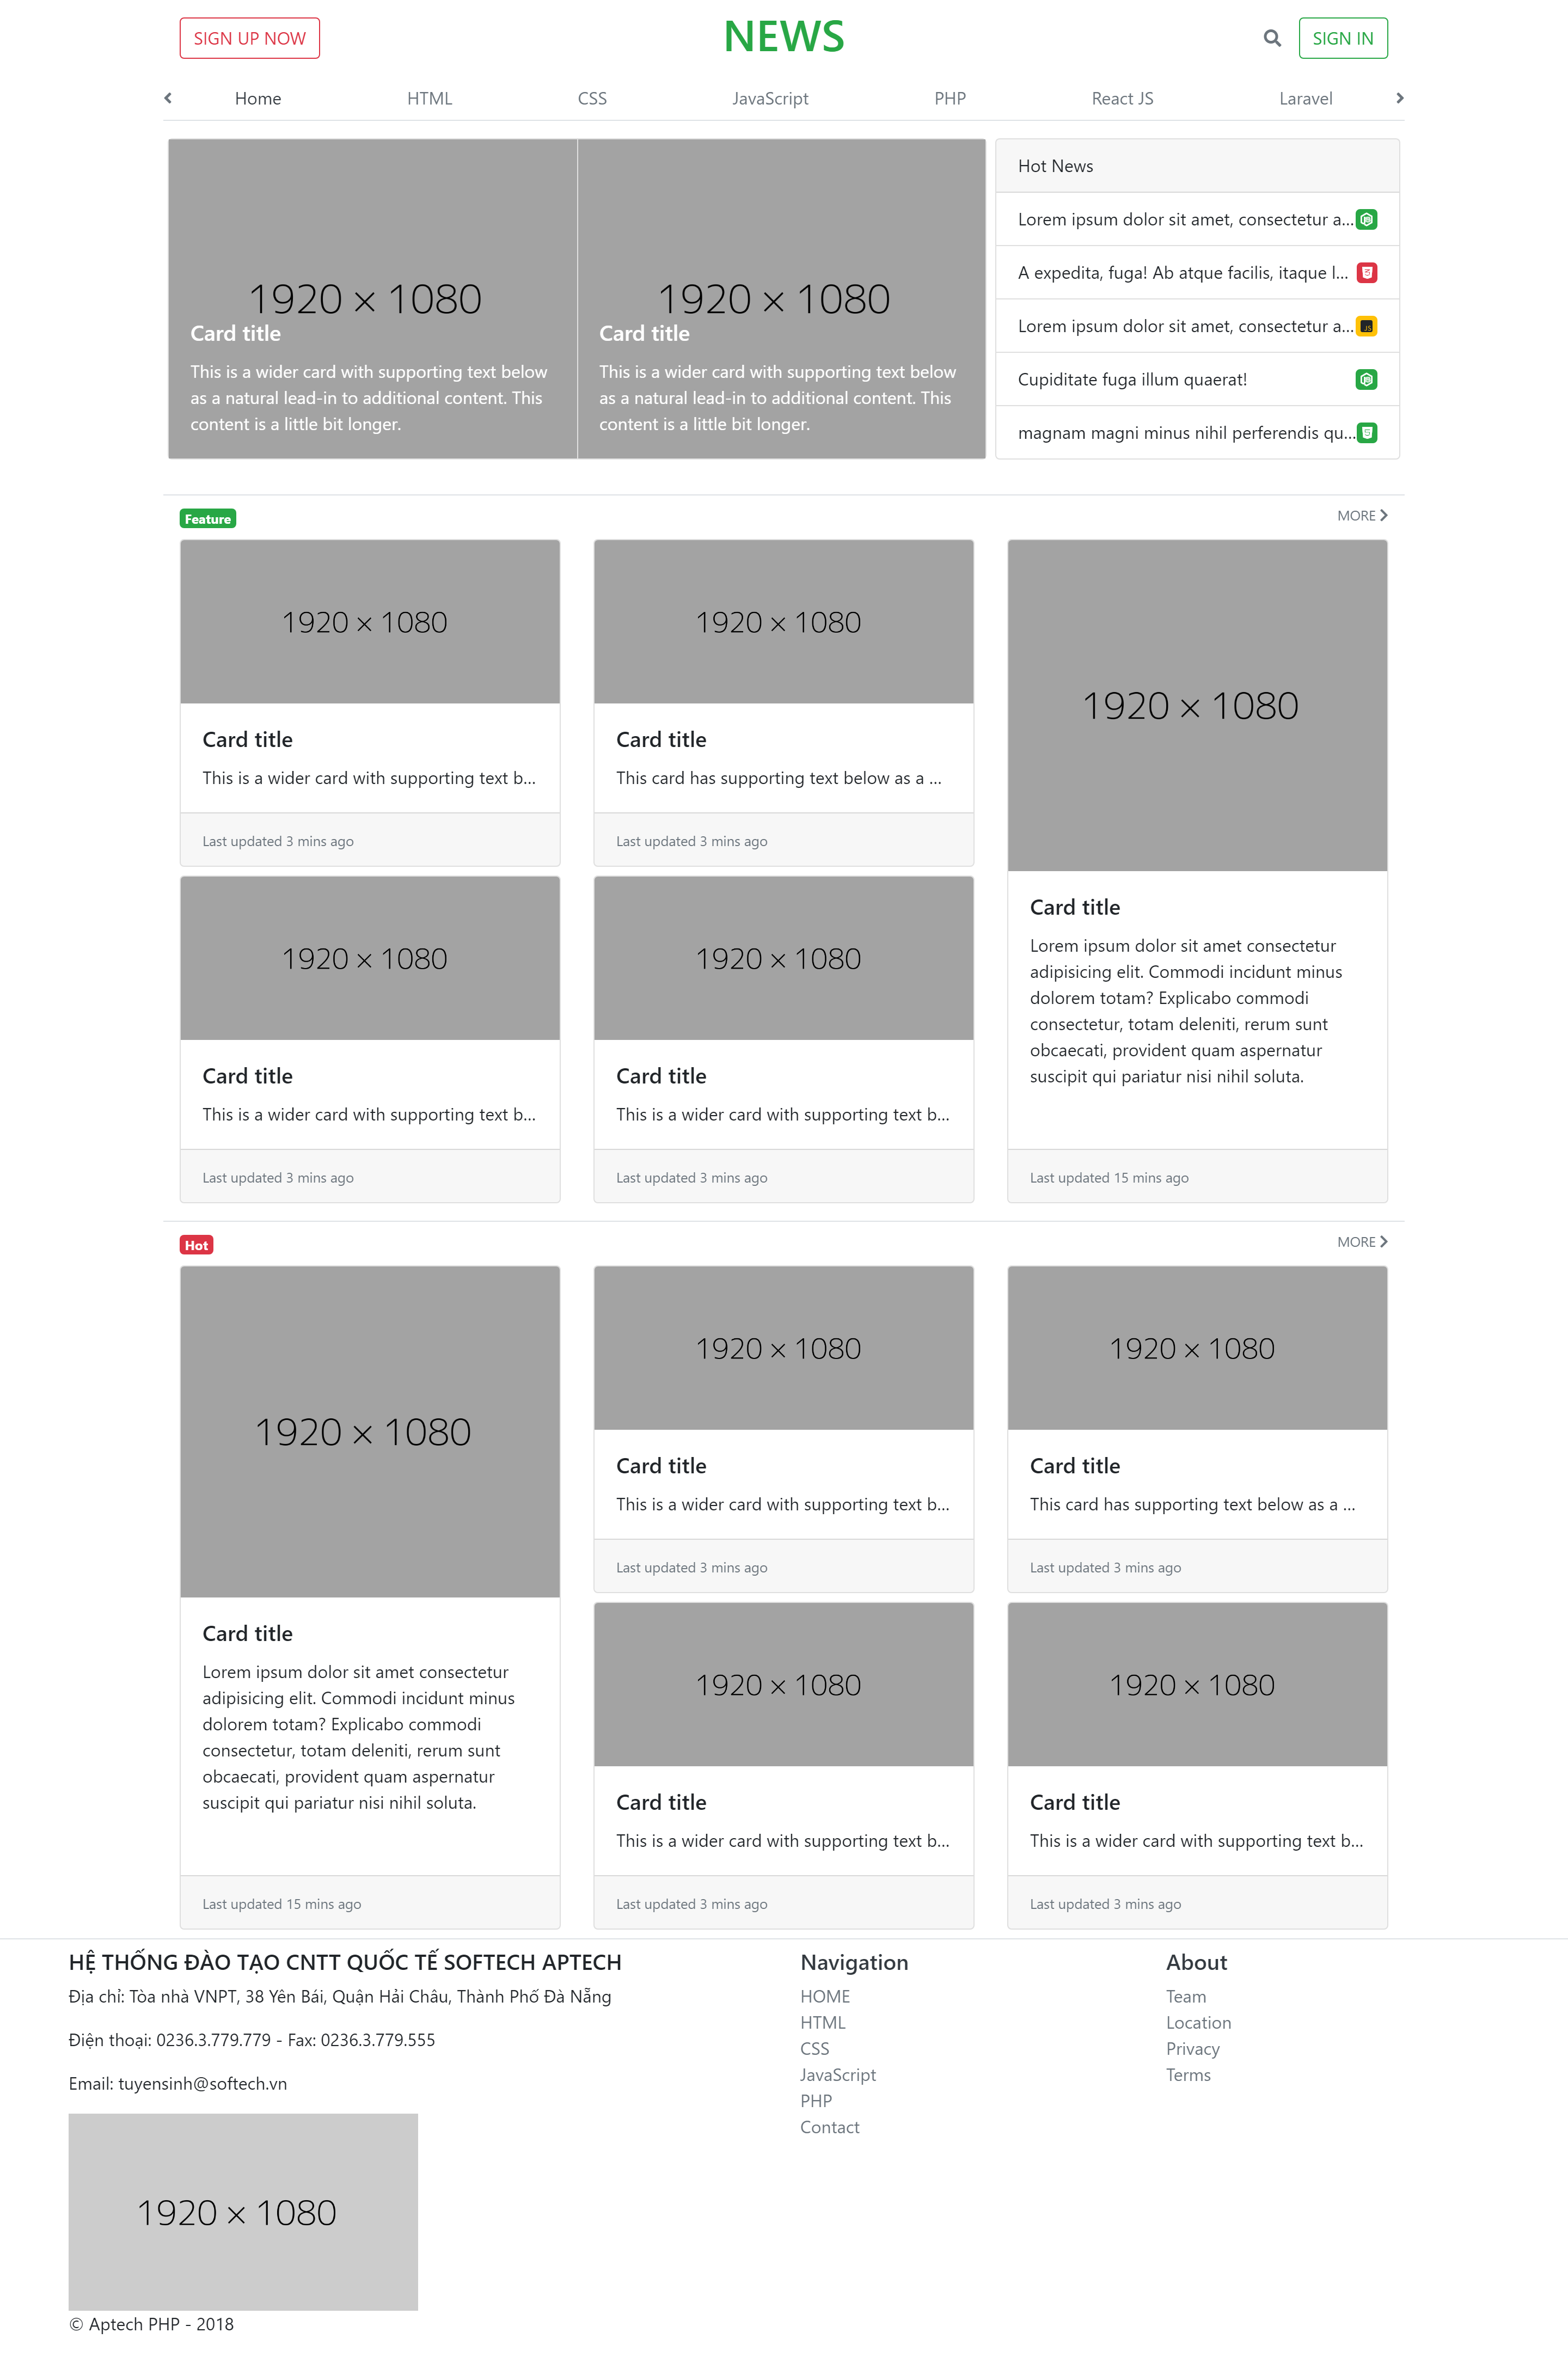 SIGN UP NOW
NEWS
SIGN IN
Home
HTML
CSS
JavaScript
PHP
React JS
Laravel
1920 × 1080
Card title
This is a wider card with supporting text below
as a natural lead-in to additional content. This
content is a little bit longer.
1920 × 1080
Card title
This is a wider card with supporting text below
as a natural lead-in to additional content. This
content is a little bit longer.
Hot News
Lorem ipsum dolor sit amet, consectetur a...
A expedita, fuga! Ab atque facilis, itaque l...
Lorem ipsum dolor sit amet, consectetur a...
JS
Cupiditate fuga illum quaerat!
magnam magni minus nihil perferendis qu...
Feature
MORE
1920 × 1080
Card title
This is a wider card with supporting text b...
Last updated 3 mins ago
1920 × 1080
Card title
This card has supporting text below as a ...
Last updated 3 mins ago
1920 × 1080
Card title
Lorem ipsum dolor sit amet consectetur
adipisicing elit. Commodi incidunt minus
dolorem totam? Explicabo commodi
consectetur, totam deleniti, rerum sunt
obcaecati, provident quam aspernatur
suscipit qui pariatur nisi nihil soluta.
Last updated 15 mins ago
1920 × 1080
Card title
This is a wider card with supporting text b...
Last updated 3 mins ago
1920 × 1080
Card title
This is a wider card with supporting text b...
Last updated 3 mins ago
Hot
MORE
1920 × 1080
Card title
Lorem ipsum dolor sit amet consectetur
adipisicing elit. Commodi incidunt minus
dolorem totam? Explicabo commodi
consectetur, totam deleniti, rerum sunt
obcaecati, provident quam aspernatur
suscipit qui pariatur nisi nihil soluta.
Last updated 15 mins ago
1920 × 1080
Card title
This is a wider card with supporting text b...
Last updated 3 mins ago
1920 × 1080
Card title
This card has supporting text below as a ...
Last updated 3 mins ago
1920 × 1080
Card title
This is a wider card with supporting text b...
Last updated 3 mins ago
1920 × 1080
Card title
This is a wider card with supporting text b...
Last updated 3 mins ago
HỆ THỐNG ĐÀO TẠO CNTT QUỐC TẾ SOFTECH APTECH
Địa chỉ: Tòa nhà VNPT, 38 Yên Bái, Quận Hải Châu, Thành Phố Đà Nẵng
Điện thoại: 0236.3.779.779 - Fax: 0236.3.779.555
Email: tuyensinh@softech.vn
1920 × 1080
© Aptech PHP - 2018
Navigation
HOME
HTML
CSS
JavaScript
PHP
Contact
About
Team
Location
Privacy
Terms